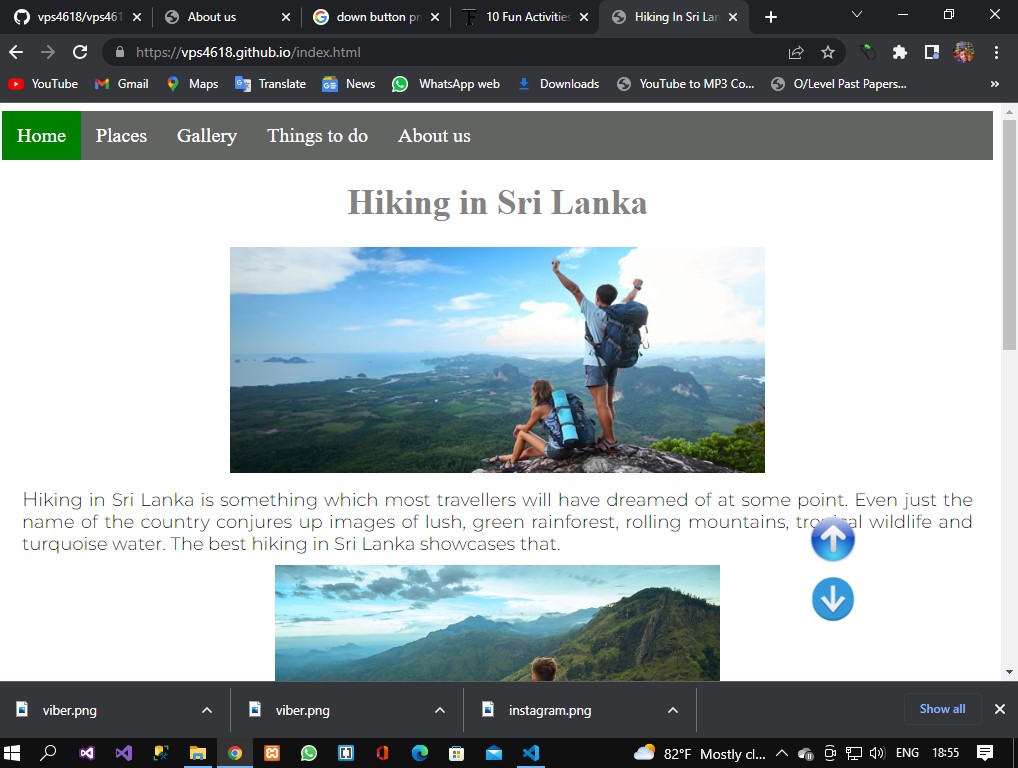 vps4618/vps461
About us
down button pn
10 Fun Activities
Hiking In Sri Lan
https://vps4618.github.io/index.html
YouTube
Gmail
Maps
Translate
News
WhatsApp web
Downloads
YouTube to MP3 Co...
O/Level Past Papers...
»
Home
Places
Gallery
Things to do
About us
Hiking in Sri Lanka
Hiking in Sri Lanka is something which most travellers will have dreamed of at some point. Even just the
name of the country conjures up images of lush, green rainforest, rolling mountains, tropical wildlife and
turquoise water. The best hiking in Sri Lanka showcases that.
viber.png
viber.png
instagram.png
Show all
82°F Mostly cl...
ENG
18:55